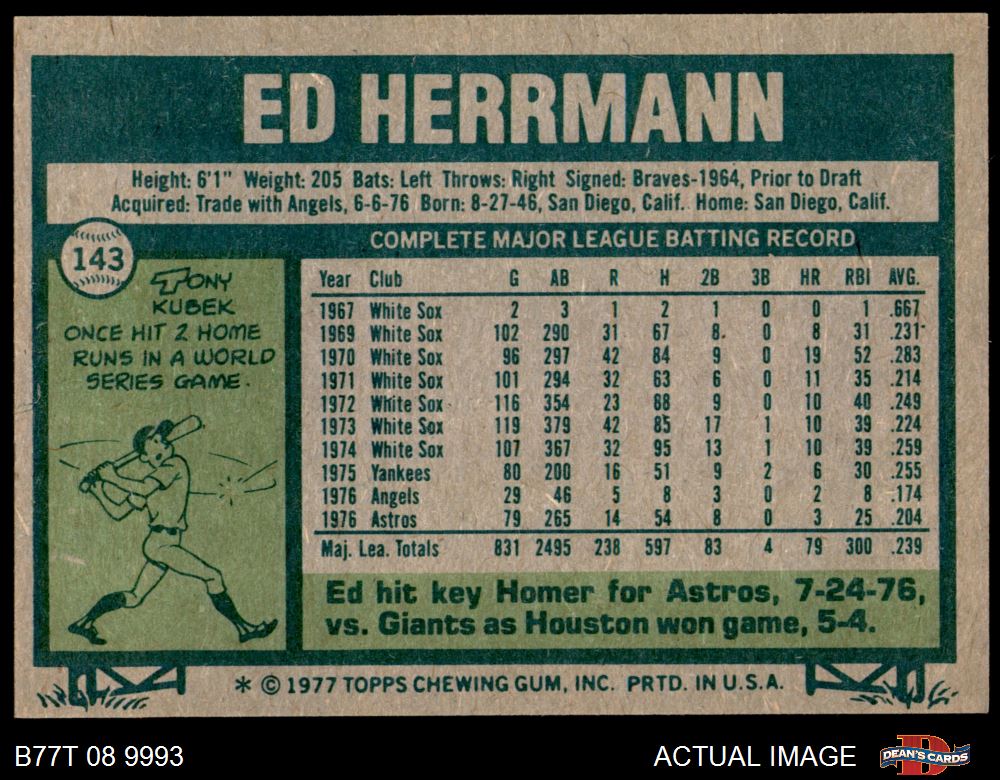 ED HERRMANN
Height: 6'1" Weight: 205 Bats: Left Throws: Right Signed: Braves-1964, Prior to Draft
Acquired: Trade with Angels, 6-6-76 Born: 8-27-46, San Diego, Calif. Home: San Diego, Calif.
143
TONY
KUBEK
ONCE HIT 2 HOME
RUNS IN A WORLD
SERIES GAME.
COMPLETE MAJOR LEAGUE BATTING RECORD
Year Club G AB R H 2B 3B HR RBI AVG.
1967 White Sox 2 3 1 2 1 0 0 1 .667
1969 White Sox 102 290 31 67 8 0 8 31 .231
1970 White Sox 96 297 42 84 9 0 19 52 .283
1971 White Sox 101 294 32 63 6 0 11 35 .214
1972 White Sox 116 354 23 88 9 0 10 40 .249
1973 White Sox 119 379 42 85 17 1 10 39 .224
1974 White Sox 107 367 32 95 13 1 10 39 .259
1975 Yankees 80 200 16 51 9 2 6 30 .255
1976 Angels 29 46 5 8 3 0 2 8 .174
1976 Astros 79 265 14 54 8 0 3 25 .204
Maj. Lea. Totals 831 2495 238 597 83 4 79 300 .239
Ed hit key Homer for Astros, 7-24-76,
vs. Giants as Houston won game, 5-4.
* © 1977 TOPPS CHEWING GUM, INC. PRTD. IN U.S.A.
B77T 08 9993
ACTUAL IMAGE
DEAN'S CARDS